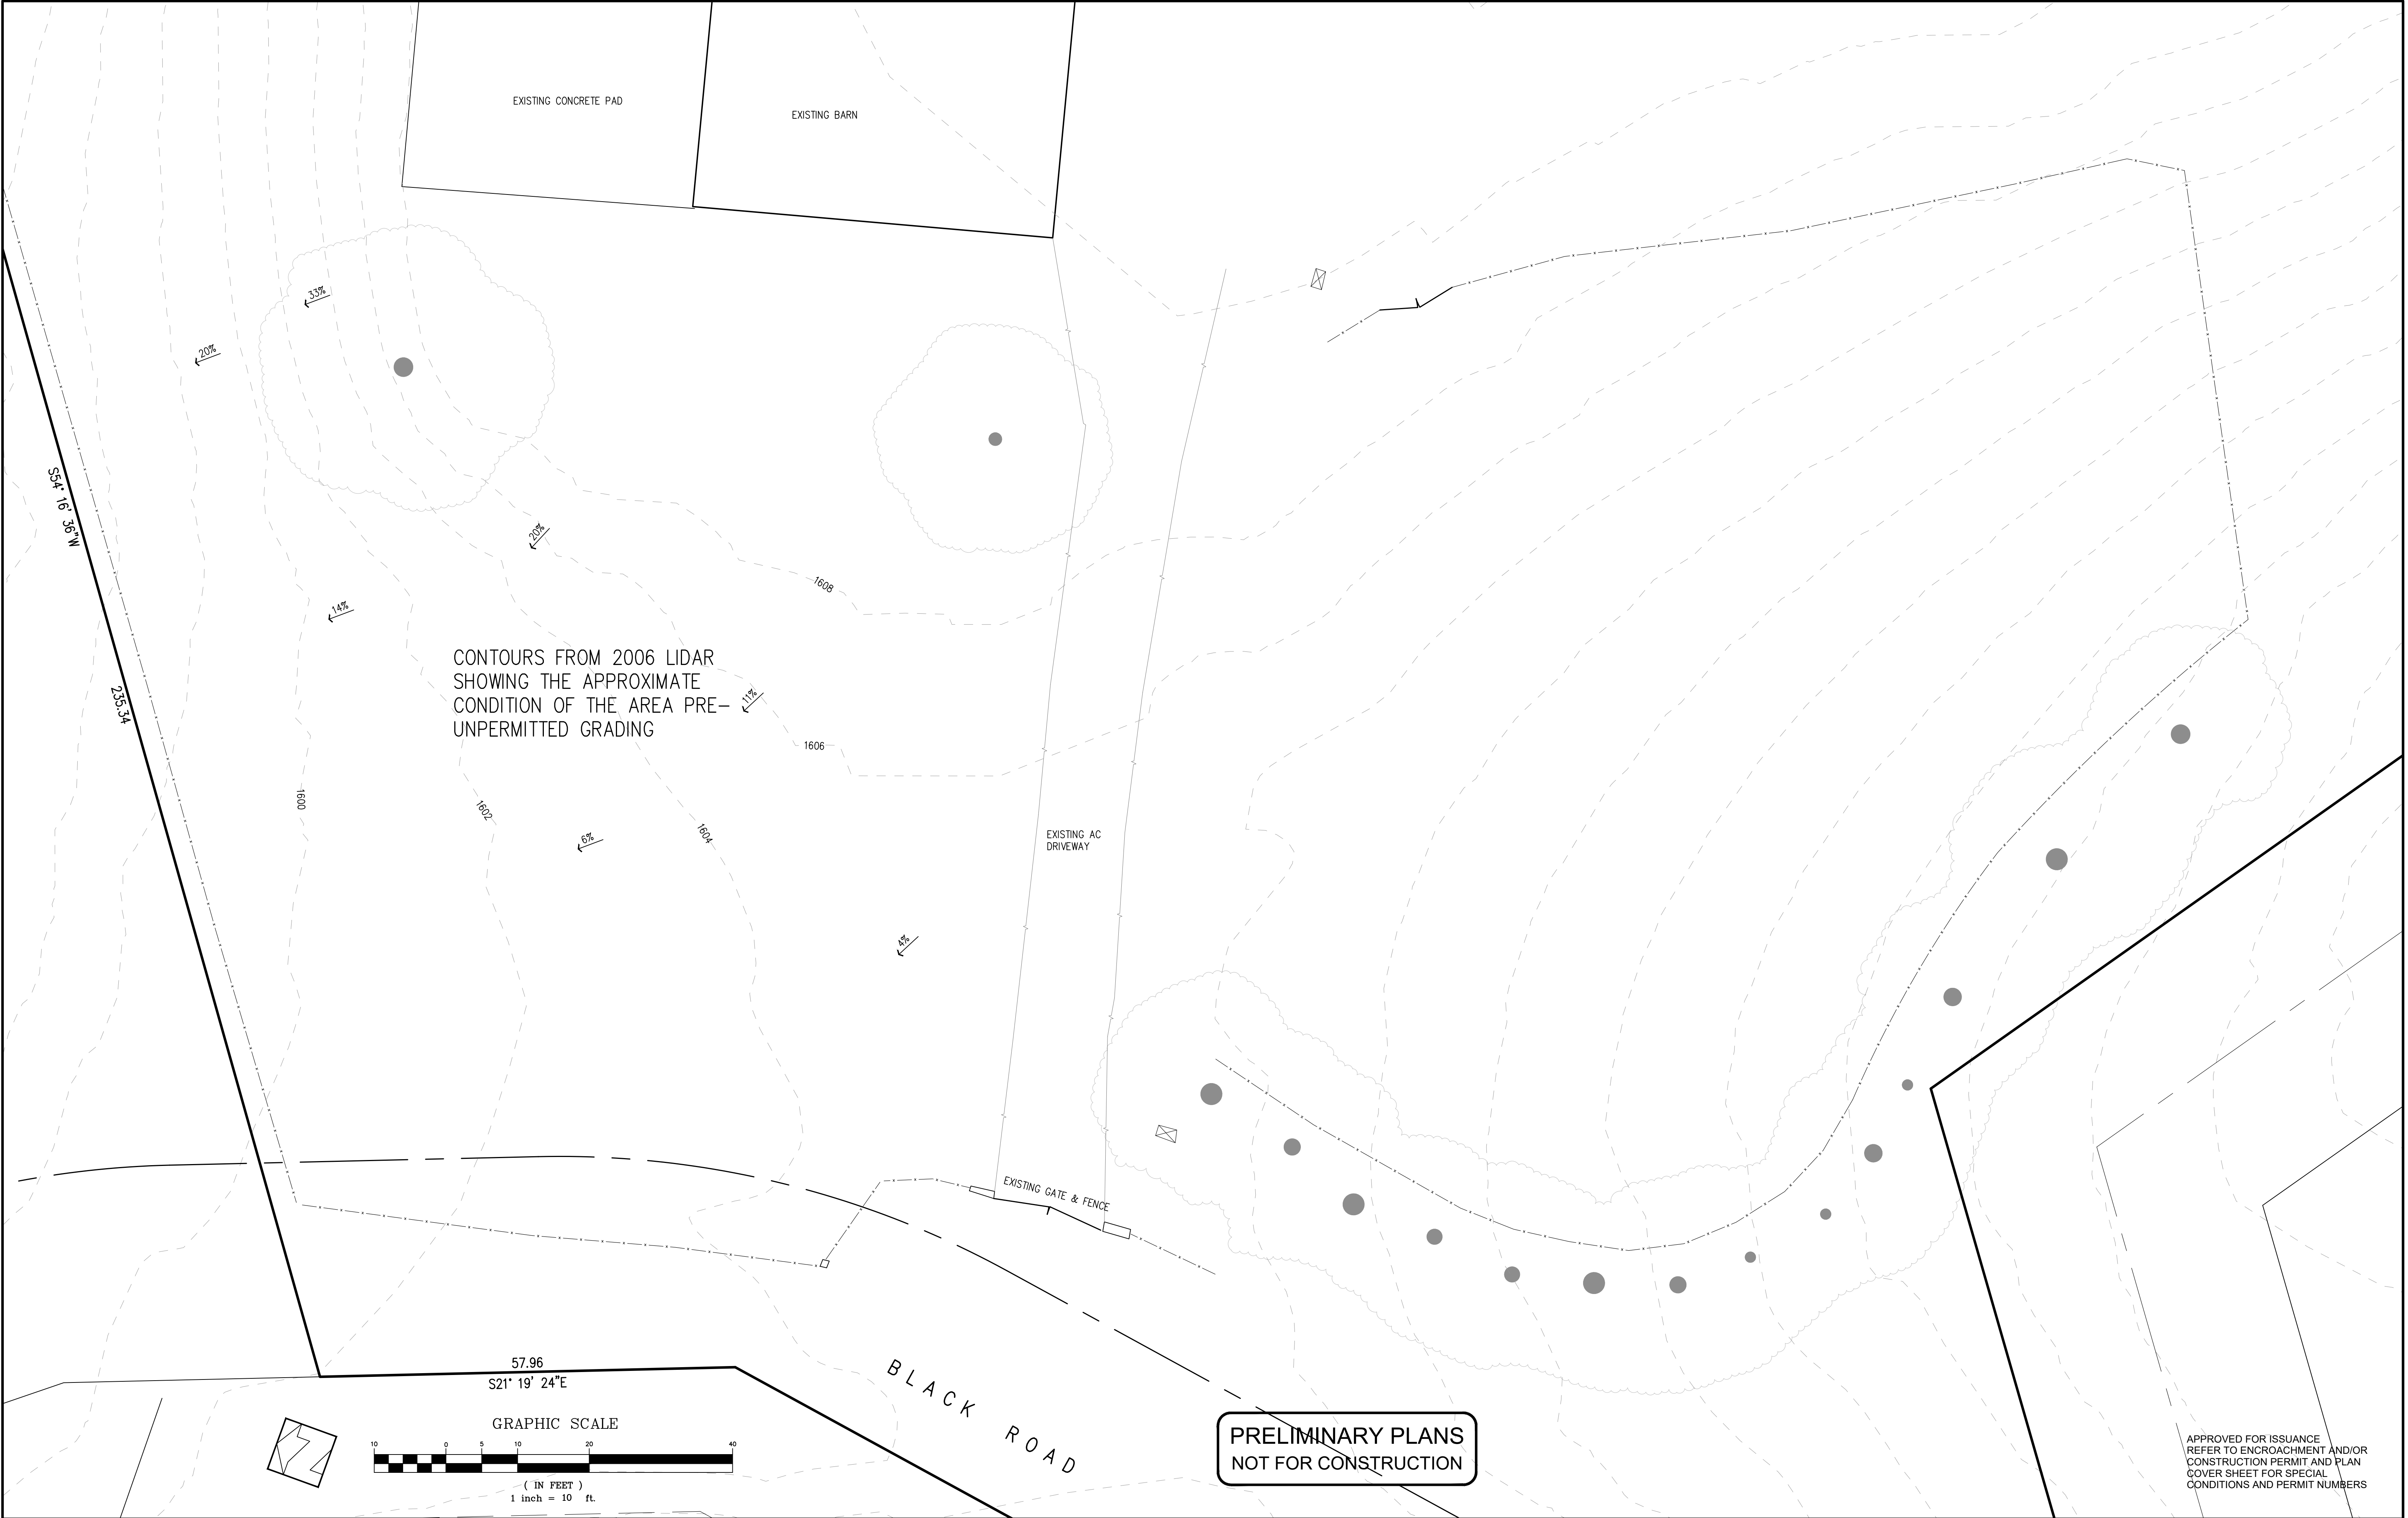 EXISTING CONCRETE PAD
EXISTING BARN
33%
20%
S54° 16' 36"W
20%
1608
14%
CONTOURS FROM 2006 LIDAR
SHOWING THE APPROXIMATE
CONDITION OF THE AREA PRE-
UNPERMITTED GRADING
11%
235.34
1606
1600
1602
1604
6%
EXISTING AC
DRIVEWAY
4%
EXISTING GATE & FENCE
57.96
S21° 19' 24"E
BLACK ROAD
GRAPHIC SCALE
10 0 5 10 20 40
( IN FEET )
1 inch = 10 ft.
PRELIMINARY PLANS
NOT FOR CONSTRUCTION
APPROVED FOR ISSUANCE
REFER TO ENCROACHMENT AND/OR
CONSTRUCTION PERMIT AND PLAN
COVER SHEET FOR SPECIAL
CONDITIONS AND PERMIT NUMBERS